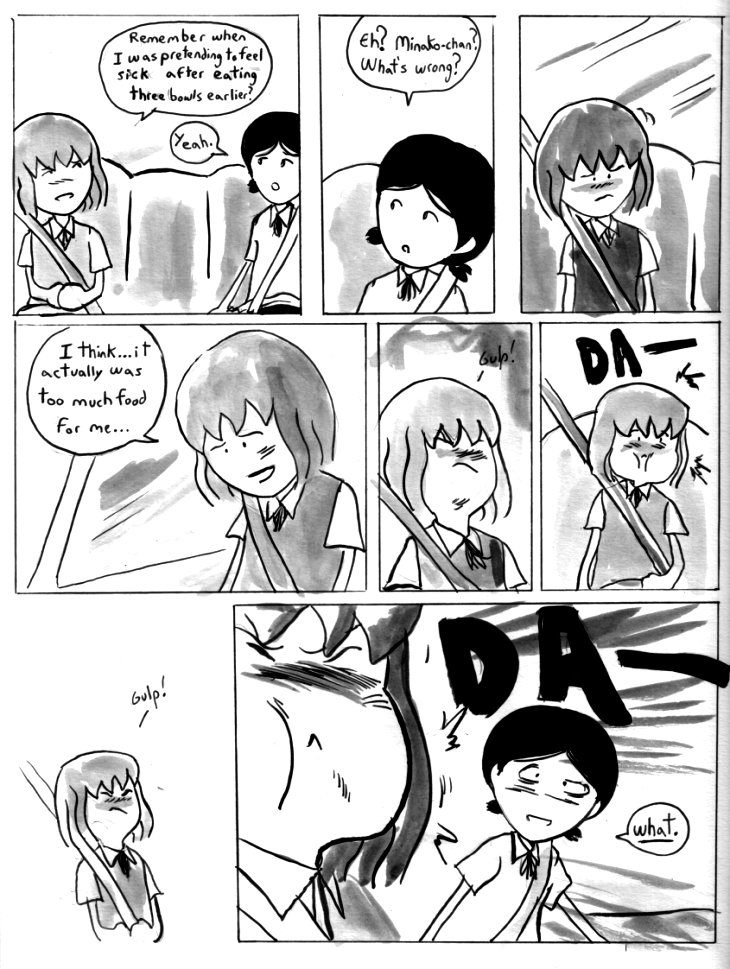 Remember when
I was pretending to feel
sick after eating
three bowls earlier?
Yeah.
Eh? Minako-chan?
What's wrong?
I think...it
actually was
too much food
for me...
Gulp!
DA—
Gulp!
DA—
what.